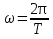 ω = 2π/T